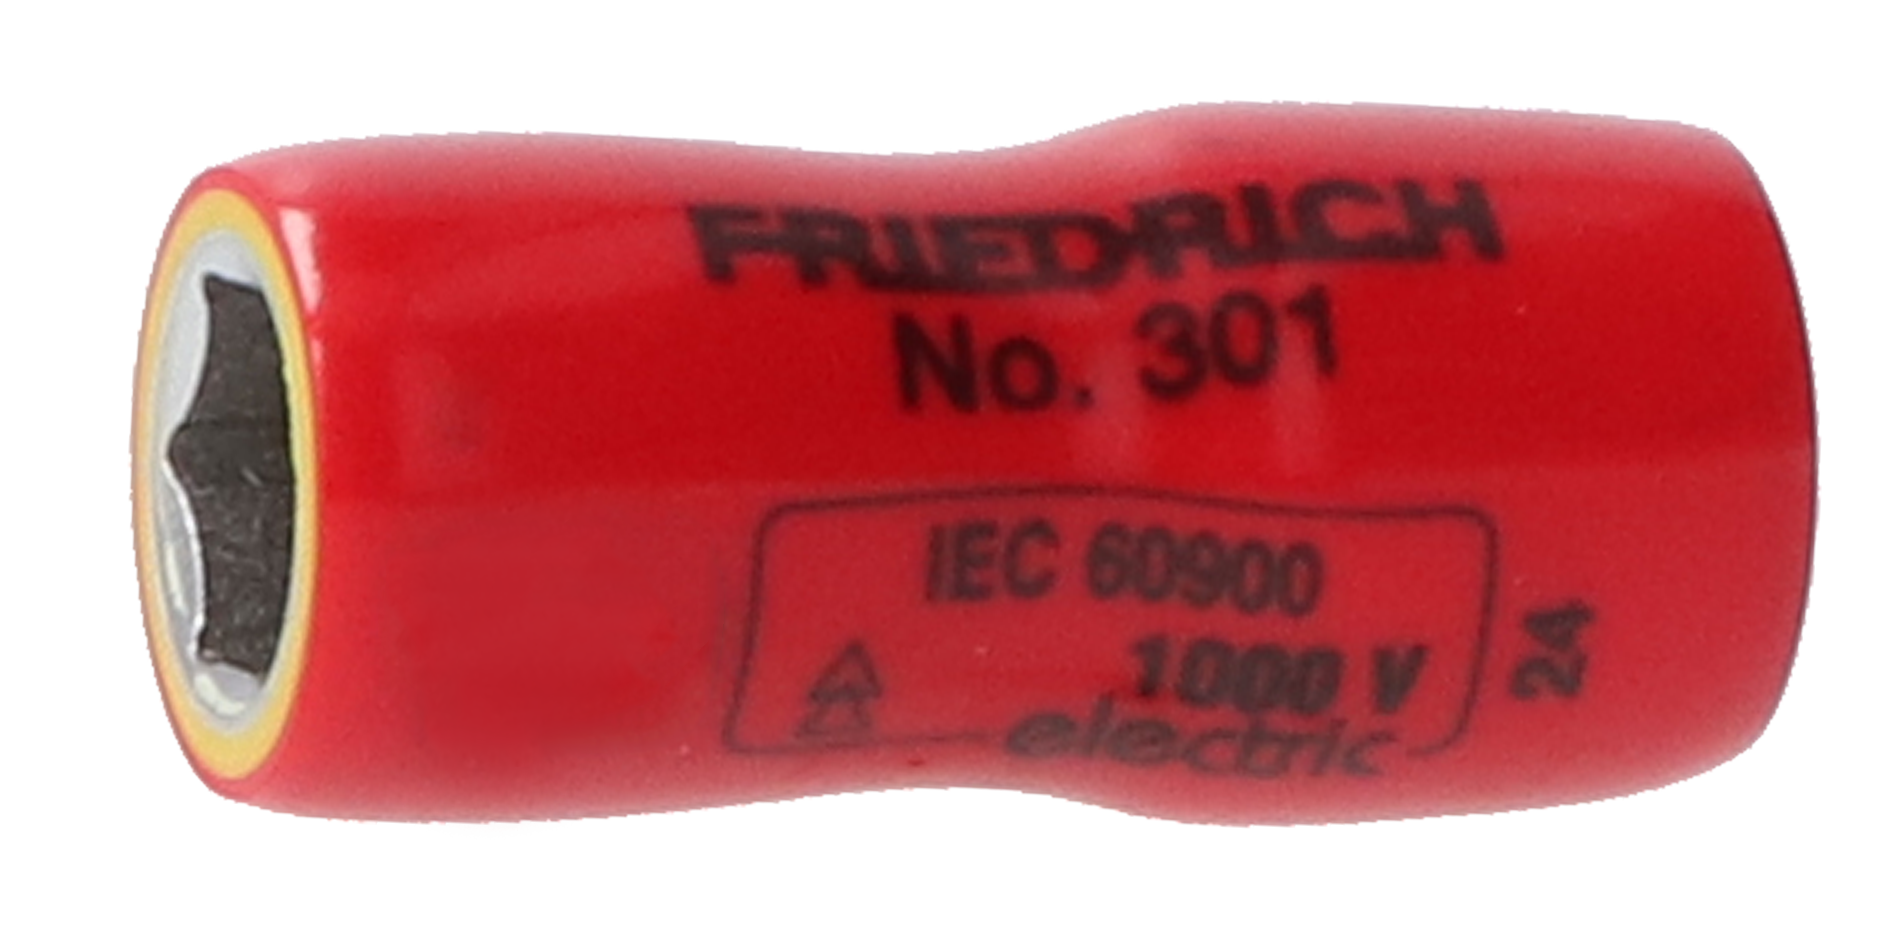 FRIEDRICH
No. 301
IEC 60900
1000 V
electric
24